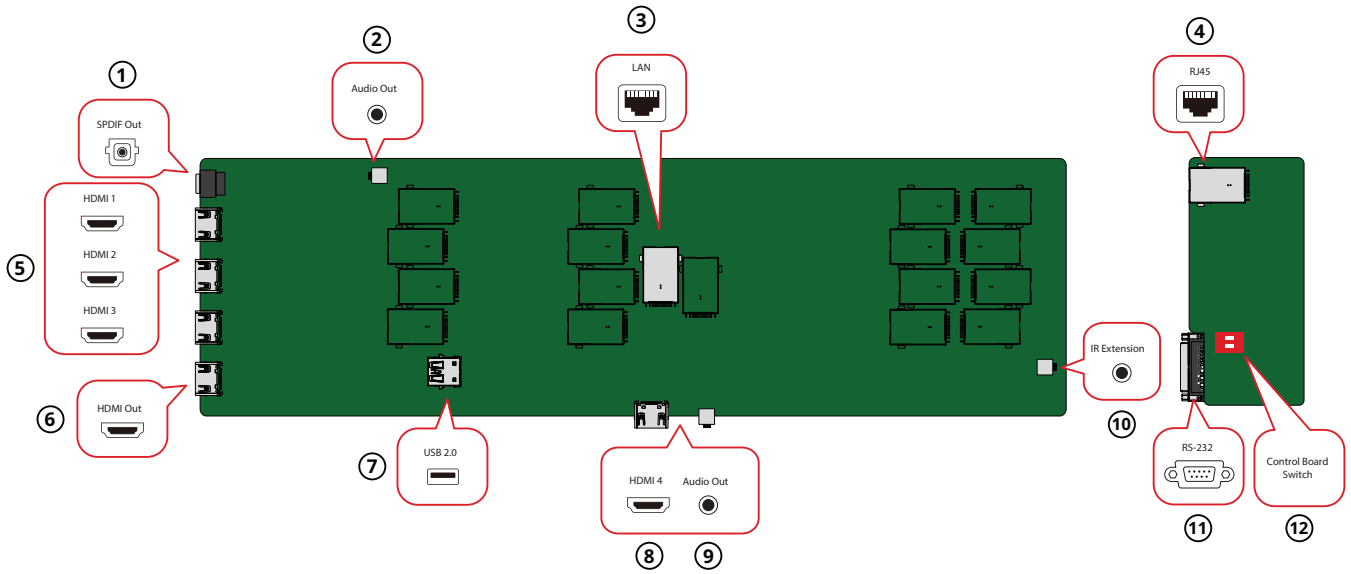 1
SPDIF Out
2
Audio Out
3
LAN
4
RJ45
5
HDMI 1
HDMI 2
HDMI 3
6
HDMI Out
7
USB 2.0
HDMI 4
Audio Out
8
9
IR Extension
10
RS-232
11
Control Board
Switch
12